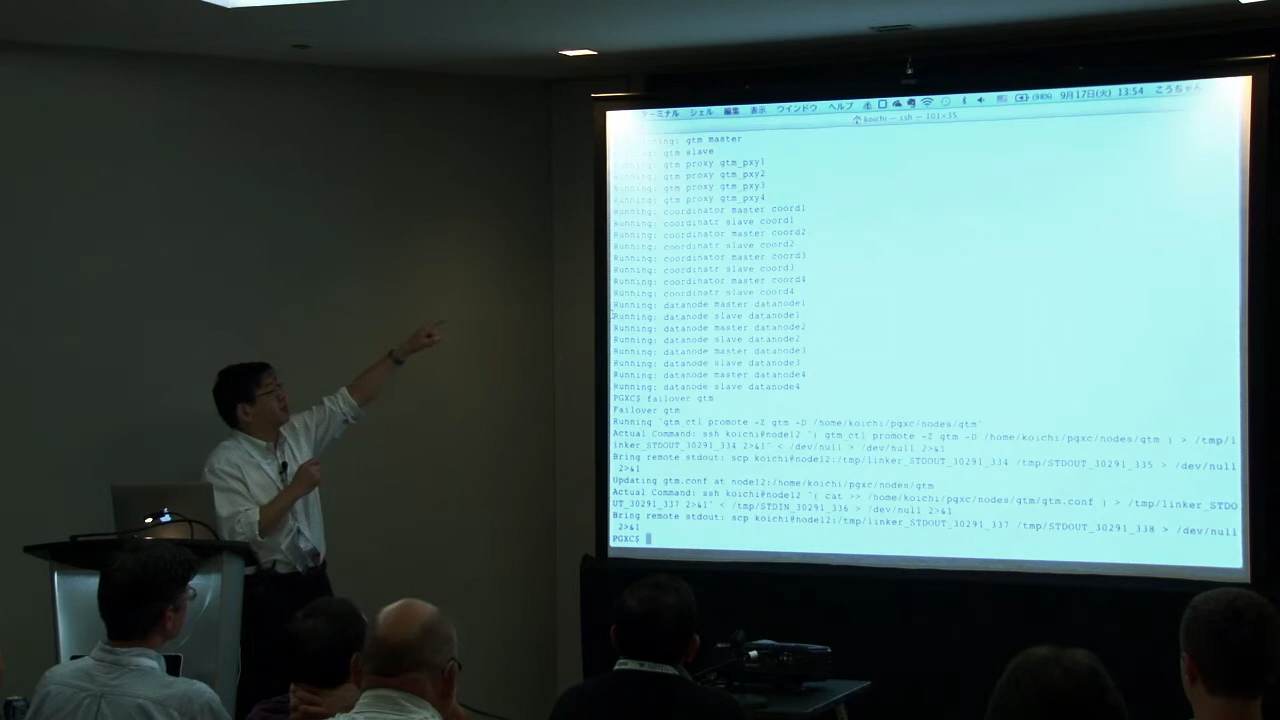 ターミナル シェル 編集 表示 ウインドウ ヘルプ (98%) 9月17日(火) 13:54 こうちゃん
koichi — ssh — 101×35
gtm master
gtm slave
Running: gtm proxy gtm_pxy1
Running: gtm proxy gtm_pxy2
Running: gtm proxy gtm_pxy3
Running: gtm proxy gtm_pxy4
Running: coordinator master coord1
Running: coordinatr slave coord1
Running: coordinator master coord2
Running: coordinatr slave coord2
Running: coordinator master coord3
Running: coordinatr slave coord3
Running: coordinator master coord4
Running: coordinatr slave coord4
Running: datanode master datanode1
Running: datanode slave datanode1
Running: datanode master datanode2
Running: datanode slave datanode2
Running: datanode master datanode3
Running: datanode slave datanode3
Running: datanode master datanode4
Running: datanode slave datanode4
PGXC$ failover gtm
Failover gtm
Running "gtm_ctl promote -Z gtm -D /home/koichi/pgxc/nodes/gtm"
Actual Command: ssh koichi@node12 "( gtm_ctl promote -Z gtm -D /home/koichi/pgxc/nodes/gtm ) > /tmp/l
inker_STDOUT_30291_334 2>&1" < /dev/null > /dev/null 2>&1
Bring remote stdout: scp koichi@node12:/tmp/linker_STDOUT_30291_334 /tmp/STDOUT_30291_335 > /dev/null
2>&1
Updating gtm.conf at node12:/home/koichi/pgxc/nodes/gtm
Actual Command: ssh koichi@node12 "( cat >> /home/koichi/pgxc/nodes/gtm/gtm.conf ) > /tmp/linker_STDO
UT_30291_337 2>&1" < /tmp/STDIN_30291_336 > /dev/null 2>&1
Bring remote stdout: scp koichi@node12:/tmp/linker_STDOUT_30291_337 /tmp/STDOUT_30291_338 > /dev/null
2>&1
PGXC$